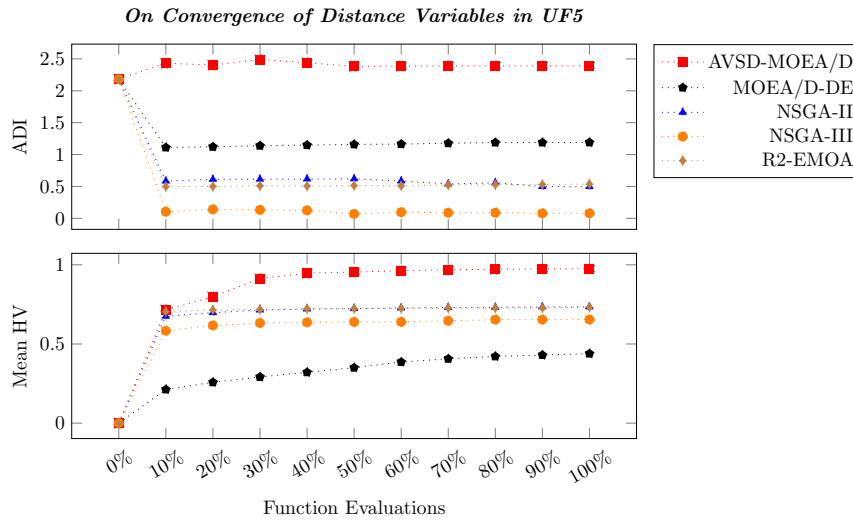 On Convergence of Distance Variables in UF5
2.5
2
1.5
1
0.5
0
ADI
AVSD-MOEA/D
MOEA/D-DE
NSGA-II
NSGA-III
R2-EMOA
1
0.5
0
Mean HV
0% 10% 20% 30% 40% 50% 60% 70% 80% 90% 100%
Function Evaluations